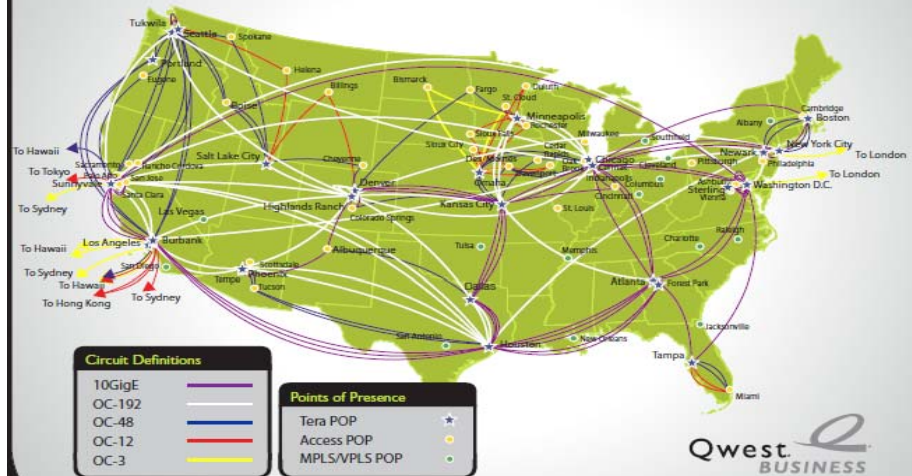 Tukwila
Seattle
Spokane
Portland
Helena
Eugene
Billings
Bismarck
Fargo
Duluth
St. Cloud
Minneapolis
Rochester
Boise
Cambridge
Boston
Albany
Sioux Falls
Milwaukee
Southfield
New York City
To Hawaii
Salt Lake City
Sioux City
Cedar Rapids
Chicago
Cleveland
Newark
To London
Sacramento
Rancho Cordova
Cheyenne
Des Moines
Oak Brook
Pittsburgh
Philadelphia
To Tokyo
Palo Alto
San Jose
Denver
Omaha
Davenport
Indianapolis
Columbus
Sterling
Washington D.C.
To London
Sunnyvale
Santa Clara
Highlands Ranch
Kansas City
Cincinnati
Vienna
To Sydney
Las Vegas
Colorado Springs
St. Louis
Raleigh
To Hawaii
Los Angeles
Burbank
Albuquerque
Tulsa
Memphis
Charlotte
To Sydney
San Diego
Scottsdale
Phoenix
Tempe
Tucson
Atlanta
Forest Park
To Hawaii
To Hong Kong
To Sydney
Dallas
San Antonio
Houston
New Orleans
Jacksonville
Tampa
Miami
Circuit Definitions
10GigE
OC-192
OC-48
OC-12
OC-3
Points of Presence
Tera POP
Access POP
MPLS/VPLS POP
Qwest
BUSINESS